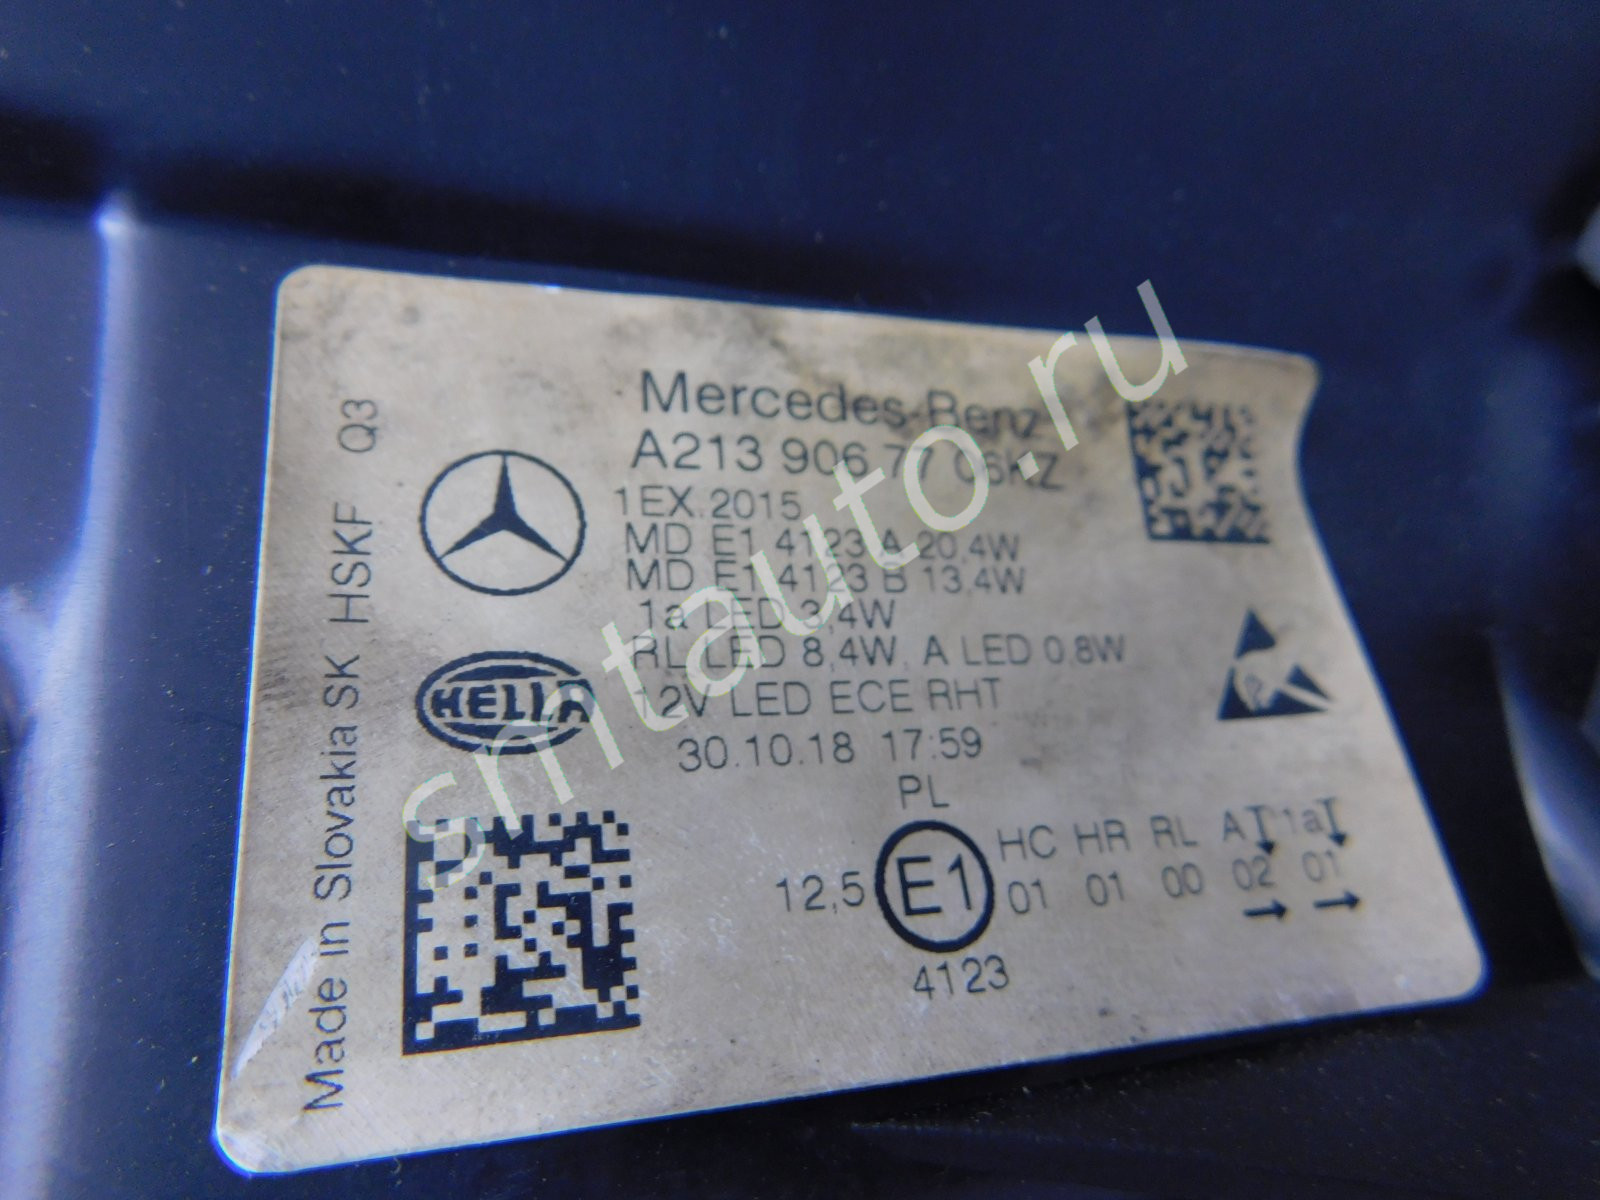 Mercedes-Benz
A213 906 77 06KZ
1EX.2015
MD E1 4123 A 20,4W
MD E1 4123 B 13,4W
1a LED 3,4W
RL LED 8,4W, A LED 0,8W
12V LED ECE RHT
30.10.18 17:59
PL
HELLA
12,5 E1 HC HR RL A 1a
01 01 00 02 01
4123
Made in Slovakia SK HSKF Q3
smtauto.ru